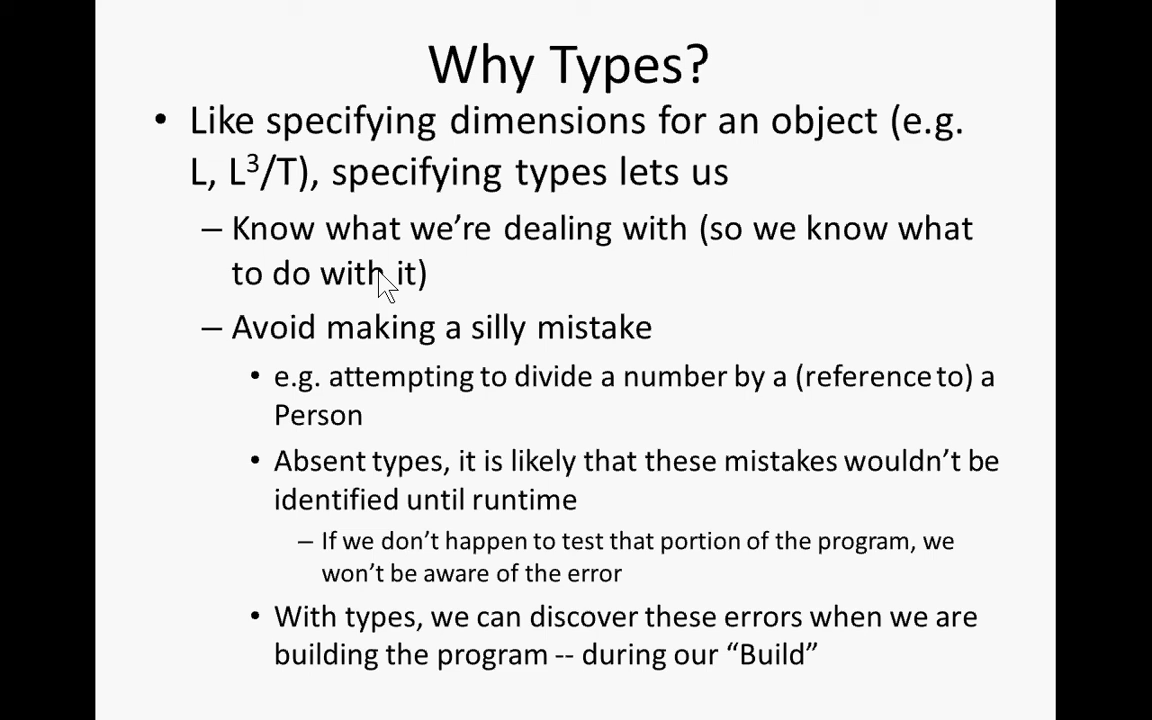 Why Types?
• Like specifying dimensions for an object (e.g.
L, L³/T), specifying types lets us
– Know what we’re dealing with (so we know what
to do with it)
– Avoid making a silly mistake
• e.g. attempting to divide a number by a (reference to) a
Person
• Absent types, it is likely that these mistakes wouldn’t be
identified until runtime
– If we don’t happen to test that portion of the program, we
won’t be aware of the error
• With types, we can discover these errors when we are
building the program -- during our “Build”